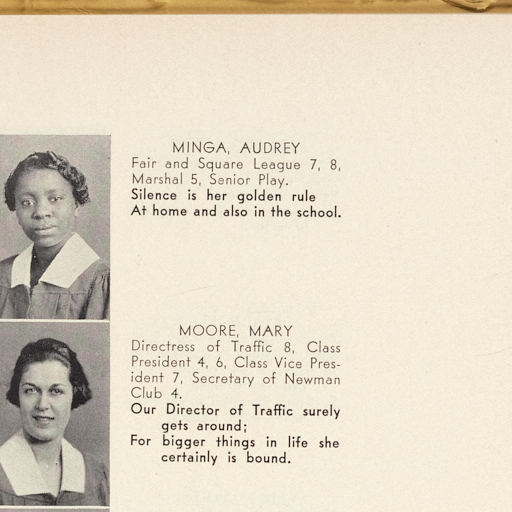 MINGA, AUDREY
Fair and Square League 7, 8,
Marshal 5, Senior Play.
Silence is her golden rule
At home and also in the school.
MOORE, MARY
Directress of Traffic 8, Class
President 4, 6, Class Vice Pres-
ident 7, Secretary of Newman
Club 4.
Our Director of Traffic surely
gets around;
For bigger things in life she
certainly is bound.